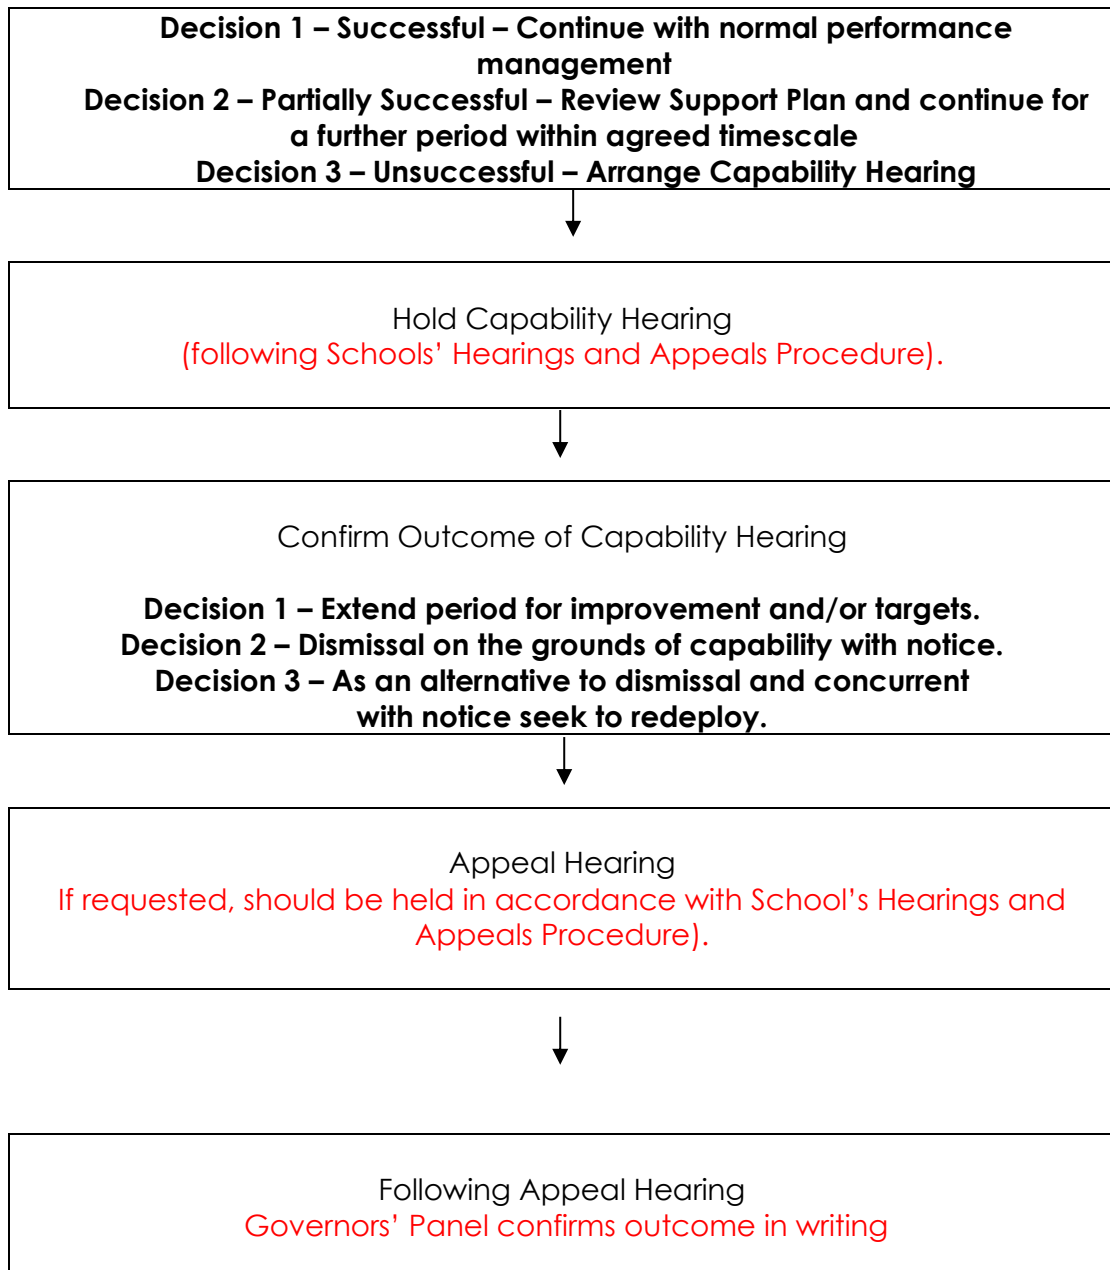 Decision 1 – Successful – Continue with normal performance
management
Decision 2 – Partially Successful – Review Support Plan and continue for
a further period within agreed timescale
Decision 3 – Unsuccessful – Arrange Capability Hearing
Hold Capability Hearing
(following Schools’ Hearings and Appeals Procedure).
Confirm Outcome of Capability Hearing
Decision 1 – Extend period for improvement and/or targets.
Decision 2 – Dismissal on the grounds of capability with notice.
Decision 3 – As an alternative to dismissal and concurrent
with notice seek to redeploy.
Appeal Hearing
If requested, should be held in accordance with School’s Hearings and
Appeals Procedure).
Following Appeal Hearing
Governors’ Panel confirms outcome in writing